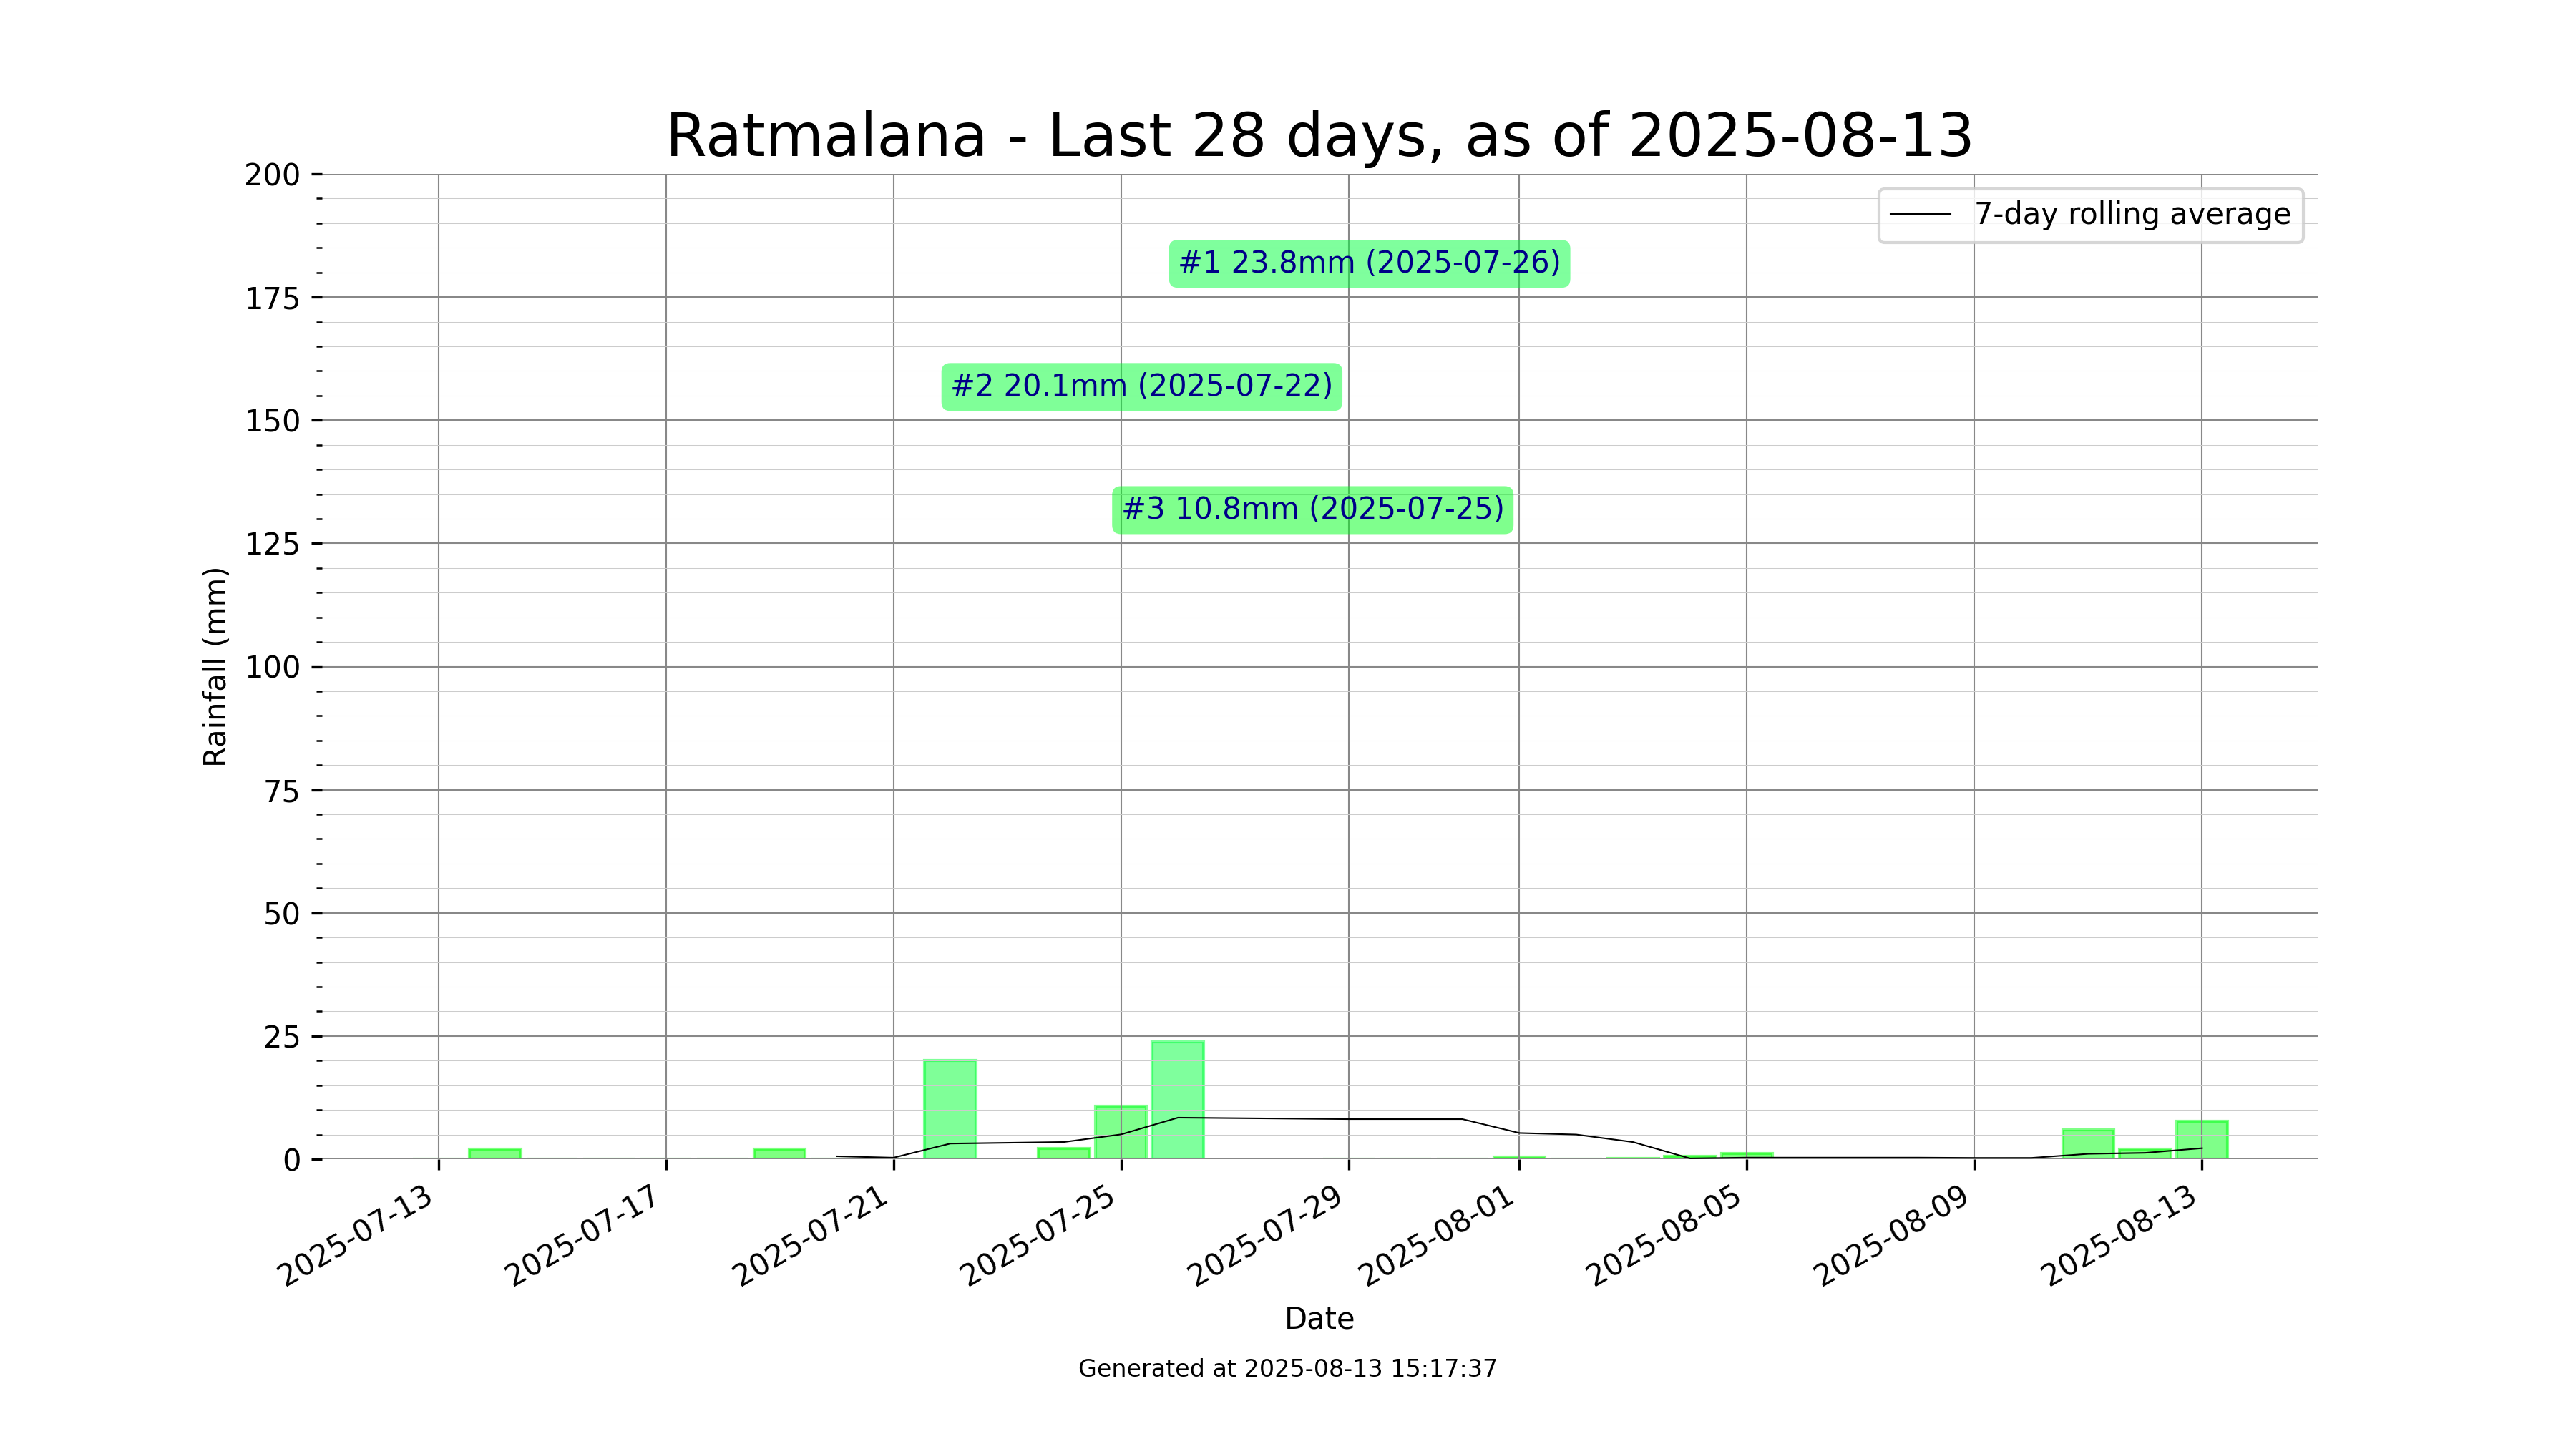 Ratmalana - Last 28 days, as of 2025-08-13
200
175
150
125
100
75
50
25
0
Rainfall (mm)
7-day rolling average
#1 23.8mm (2025-07-26)
#2 20.1mm (2025-07-22)
#3 10.8mm (2025-07-25)
2025-07-13
2025-07-17
2025-07-21
2025-07-25
2025-07-29
2025-08-01
2025-08-05
2025-08-09
2025-08-13
Date
Generated at 2025-08-13 15:17:37